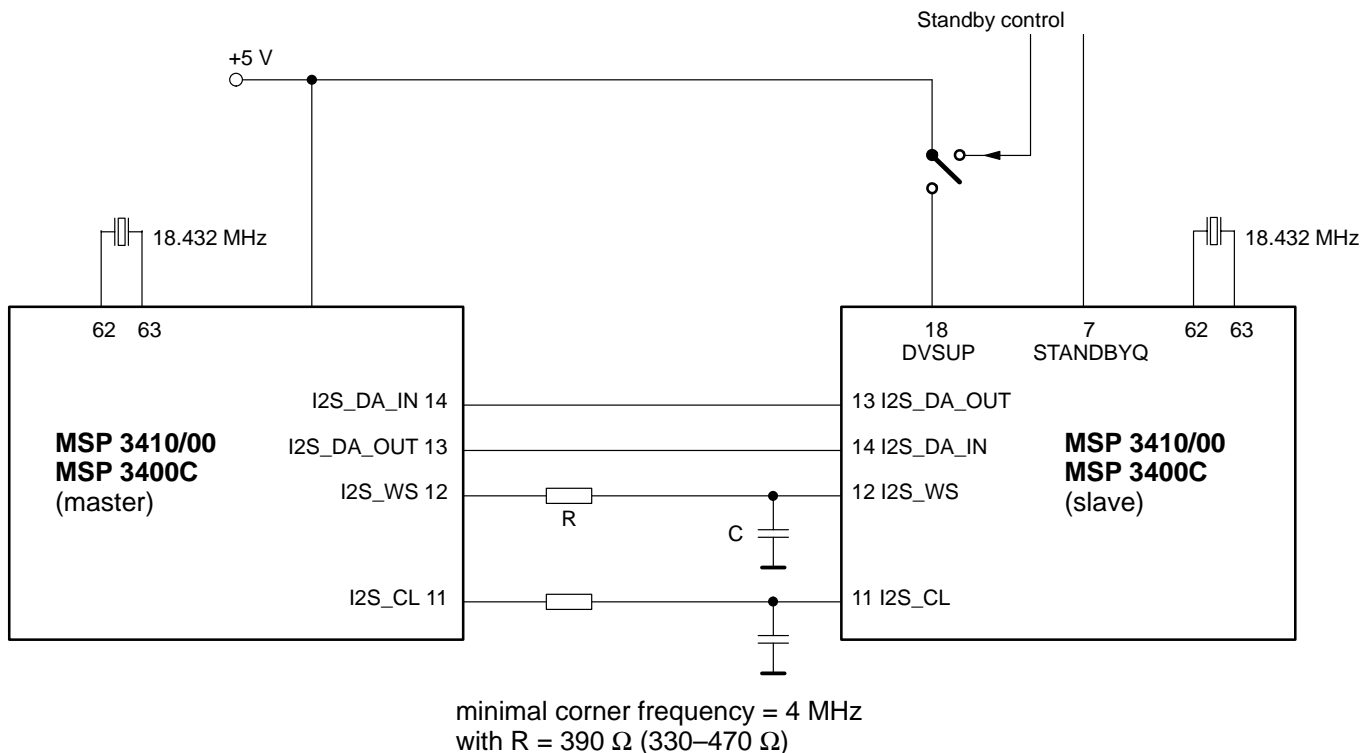 Standby control
+5 V
18.432 MHz
18.432 MHz
62 63
18
DVSUP
7
STANDBYQ
62 63
I2S_DA_IN 14
13 I2S_DA_OUT
MSP 3410/00
MSP 3400C
(master)
I2S_DA_OUT 13
14 I2S_DA_IN
MSP 3410/00
MSP 3400C
(slave)
I2S_WS 12
R
12 I2S_WS
C
I2S_CL 11
11 I2S_CL
minimal corner frequency = 4 MHz
with R = 390 Ω (330–470 Ω)